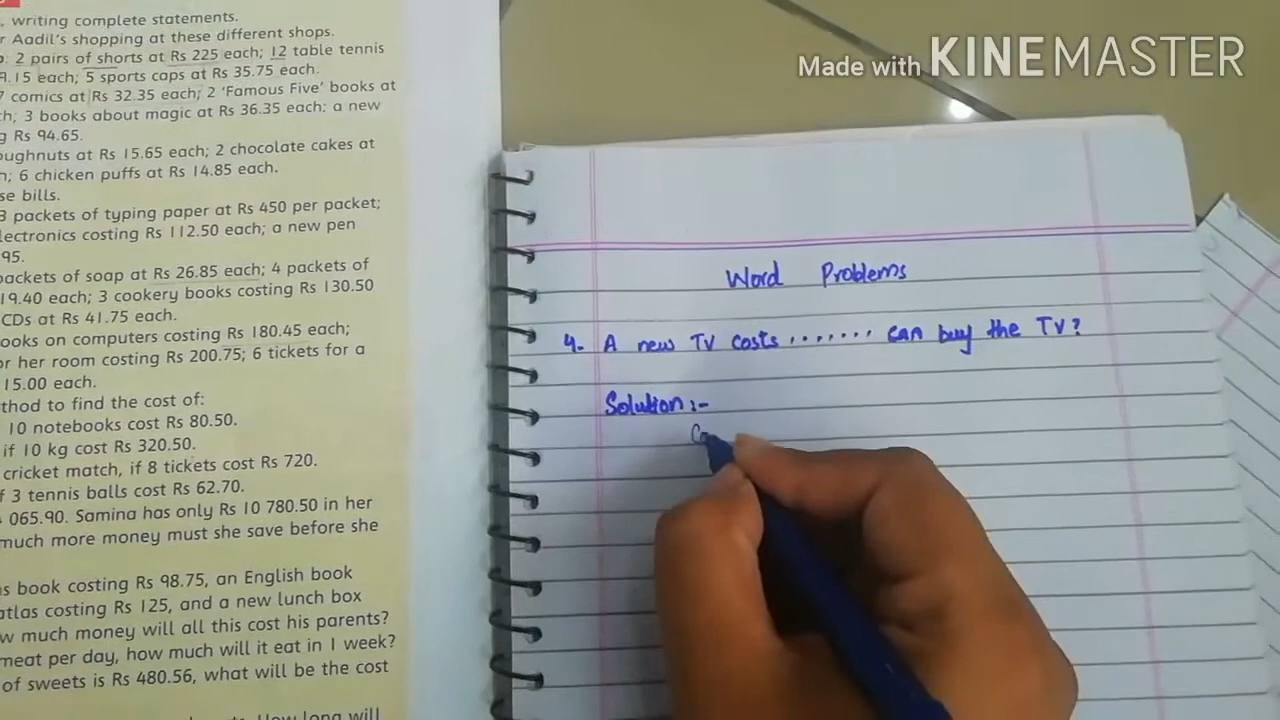 , writing complete statements.
r Aadil's shopping at these different shops.
: 2 pairs of shorts at Rs 225 each; 12 table tennis
9.15 each; 5 sports caps at Rs 35.75 each.
7 comics at Rs 32.35 each; 2 'Famous Five' books at
ch; 3 books about magic at Rs 36.35 each: a new
g Rs 94.65.
oughnuts at Rs 15.65 each; 2 chocolate cakes at
h; 6 chicken puffs at Rs 14.85 each.
se bills.
3 packets of typing paper at Rs 450 per packet;
lectronics costing Rs 112.50 each; a new pen
95.
packets of soap at Rs 26.85 each; 4 packets of
19.40 each; 3 cookery books costing Rs 130.50
CDs at Rs 41.75 each.
ooks on computers costing Rs 180.45 each;
or her room costing Rs 200.75; 6 tickets for a
15.00 each.
thod to find the cost of:
10 notebooks cost Rs 80.50.
if 10 kg cost Rs 320.50.
cricket match, if 8 tickets cost Rs 720.
f 3 tennis balls cost Rs 62.70.
065.90. Samina has only Rs 10 780.50 in her
much more money must she save before she
s book costing Rs 98.75, an English book
atlas costing Rs 125, and a new lunch box
w much money will all this cost his parents?
meat per day, how much will it eat in 1 week?
of sweets is Rs 480.56, what will be the cost
How long will
Made with KINEMASTER
Word Problems
4. A new TV costs ....... can buy the TV?
Solution :-
Co